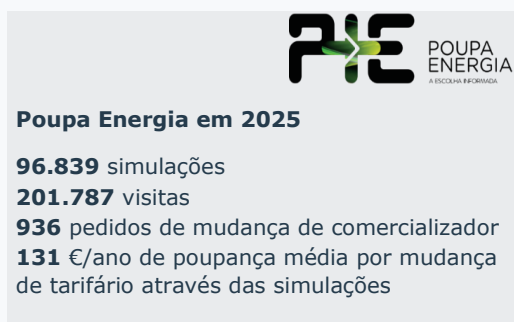 P+E
POUPA
ENERGIA
A ESCOLHA INFORMADA
Poupa Energia em 2025
96.839 simulações
201.787 visitas
936 pedidos de mudança de comercializador
131 €/ano de poupança média por mudança
de tarifário através das simulações